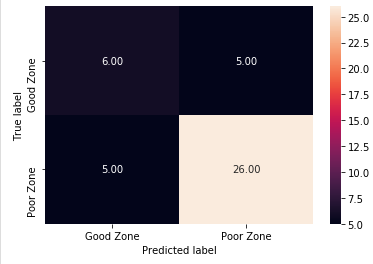 6.00 5.00
5.00 26.00
Good Zone
Poor Zone
True label
Good Zone Poor Zone
Predicted label
25.0
22.5
20.0
17.5
15.0
12.5
10.0
7.5
5.0